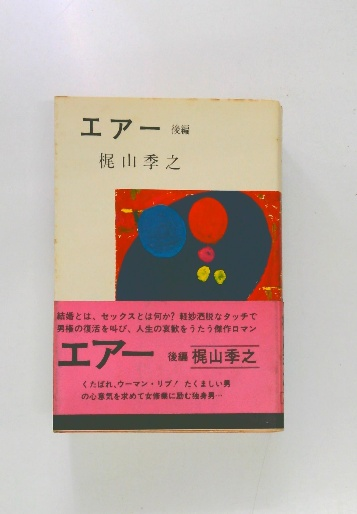 エアー 後編
梶山季之
結婚とは、セックスとは何か？軽妙洒脱なタッチで
男権の復活を叫び、人生の哀歓をうたう傑作ロマン
エアー 後編 梶山季之
くたばれ、ウーマン・リブ！たくましい男
の心意気を求めて女修業に励む独身男…